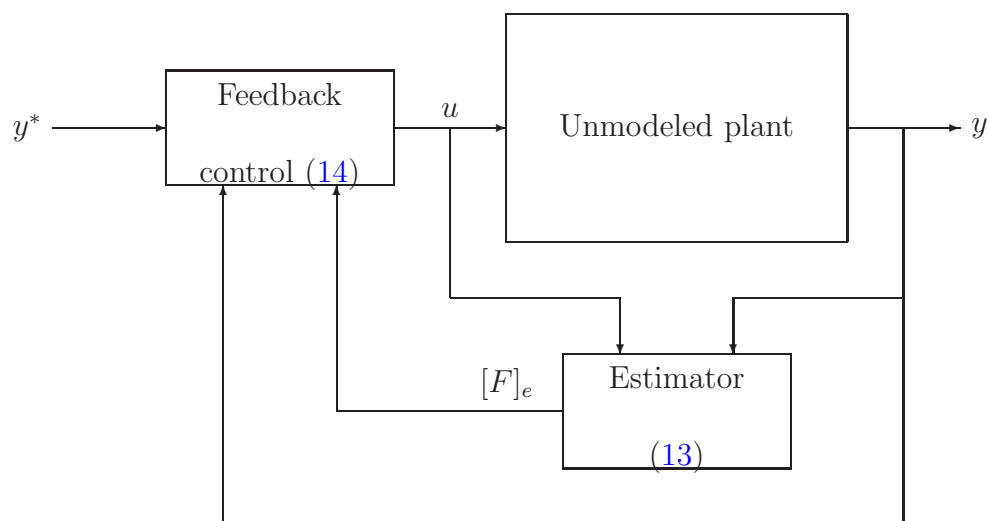 Feedback
control (14)
y*
u
Unmodeled plant
y
[F]e
Estimator
(13)